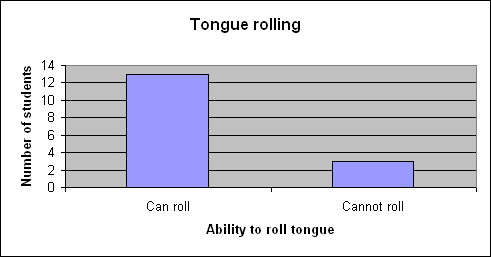 Tongue rolling
Number of students
14
12
10
8
6
4
2
0
Can roll
Cannot roll
Ability to roll tongue